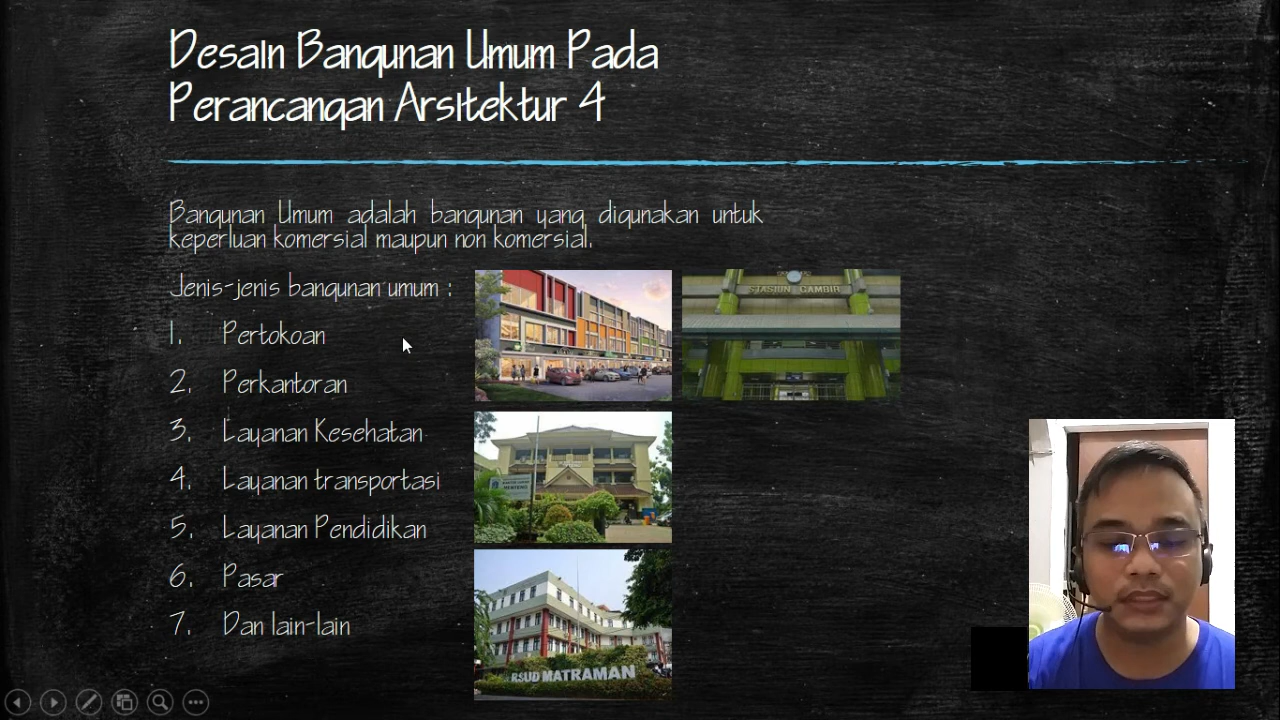 Desain Bangunan Umum Pada
Perancangan Arsitektur 4
Bangunan Umum adalah bangunan yang digunakan untuk
keperluan komersial maupun non komersial.
Jenis-jenis bangunan umum :
1. Pertokoan
2. Perkantoran
3. Layanan Kesehatan
4. Layanan transportasi
5. Layanan Pendidikan
6. Pasar
7. Dan lain-lain
STASIUN GAMBIR
RSUD MATRAMAN